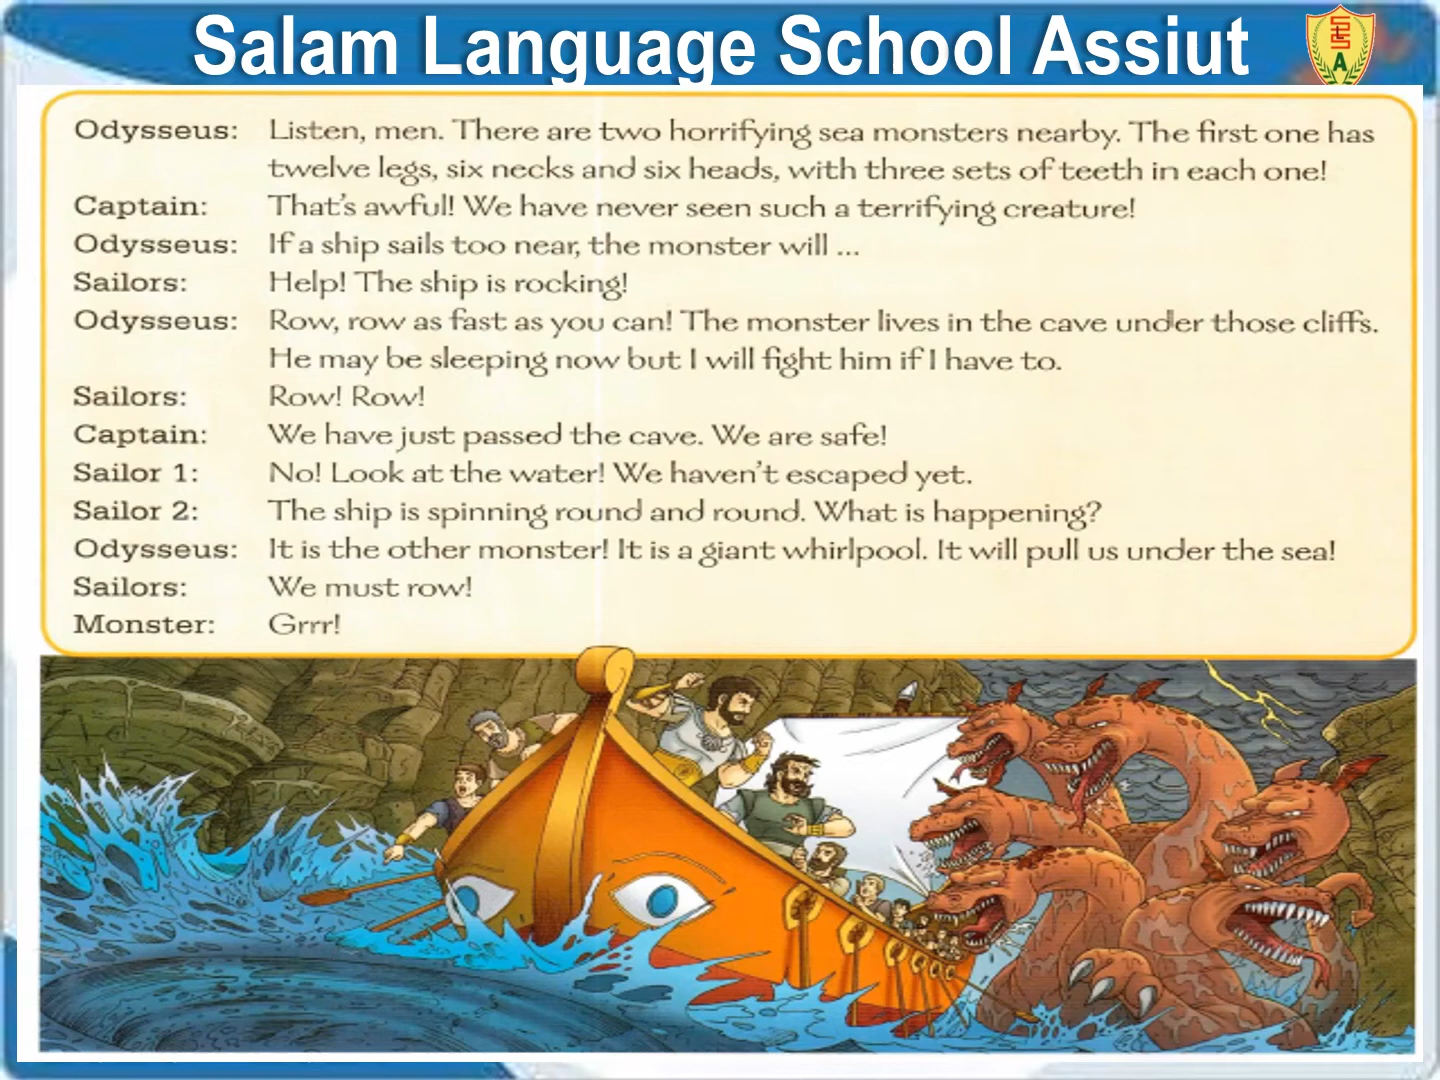 Salam Language School Assiut
SLS
A
Odysseus: Listen, men. There are two horrifying sea monsters nearby. The first one has
twelve legs, six necks and six heads, with three sets of teeth in each one!
Captain: That's awful! We have never seen such a terrifying creature!
Odysseus: If a ship sails too near, the monster will ...
Sailors: Help! The ship is rocking!
Odysseus: Row, row as fast as you can! The monster lives in the cave under those cliffs.
He may be sleeping now but I will fight him if I have to.
Sailors: Row! Row!
Captain: We have just passed the cave. We are safe!
Sailor 1: No! Look at the water! We haven't escaped yet.
Sailor 2: The ship is spinning round and round. What is happening?
Odysseus: It is the other monster! It is a giant whirlpool. It will pull us under the sea!
Sailors: We must row!
Monster: Grrr!